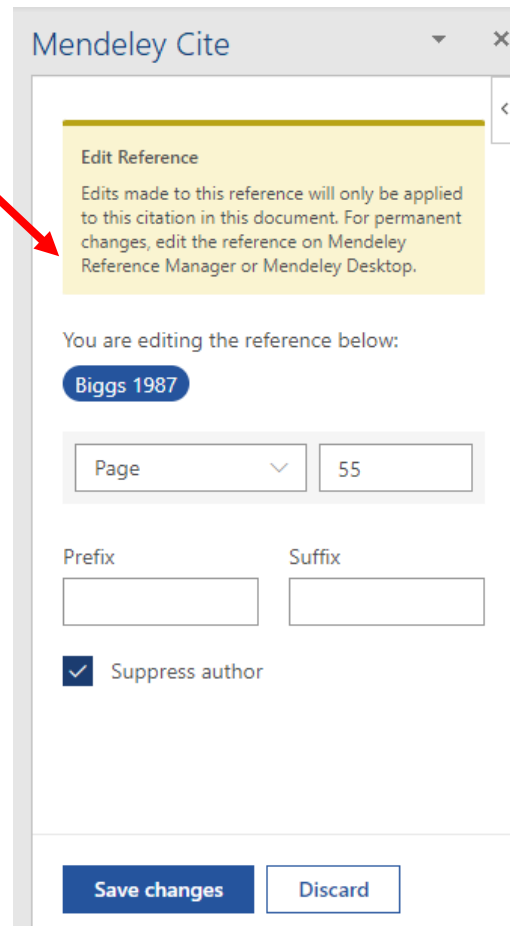 Mendeley Cite
Edit Reference
Edits made to this reference will only be applied
to this citation in this document. For permanent
changes, edit the reference on Mendeley
Reference Manager or Mendeley Desktop.
You are editing the reference below:
Biggs 1987
Page 55
Prefix Suffix
Suppress author
Save changes Discard